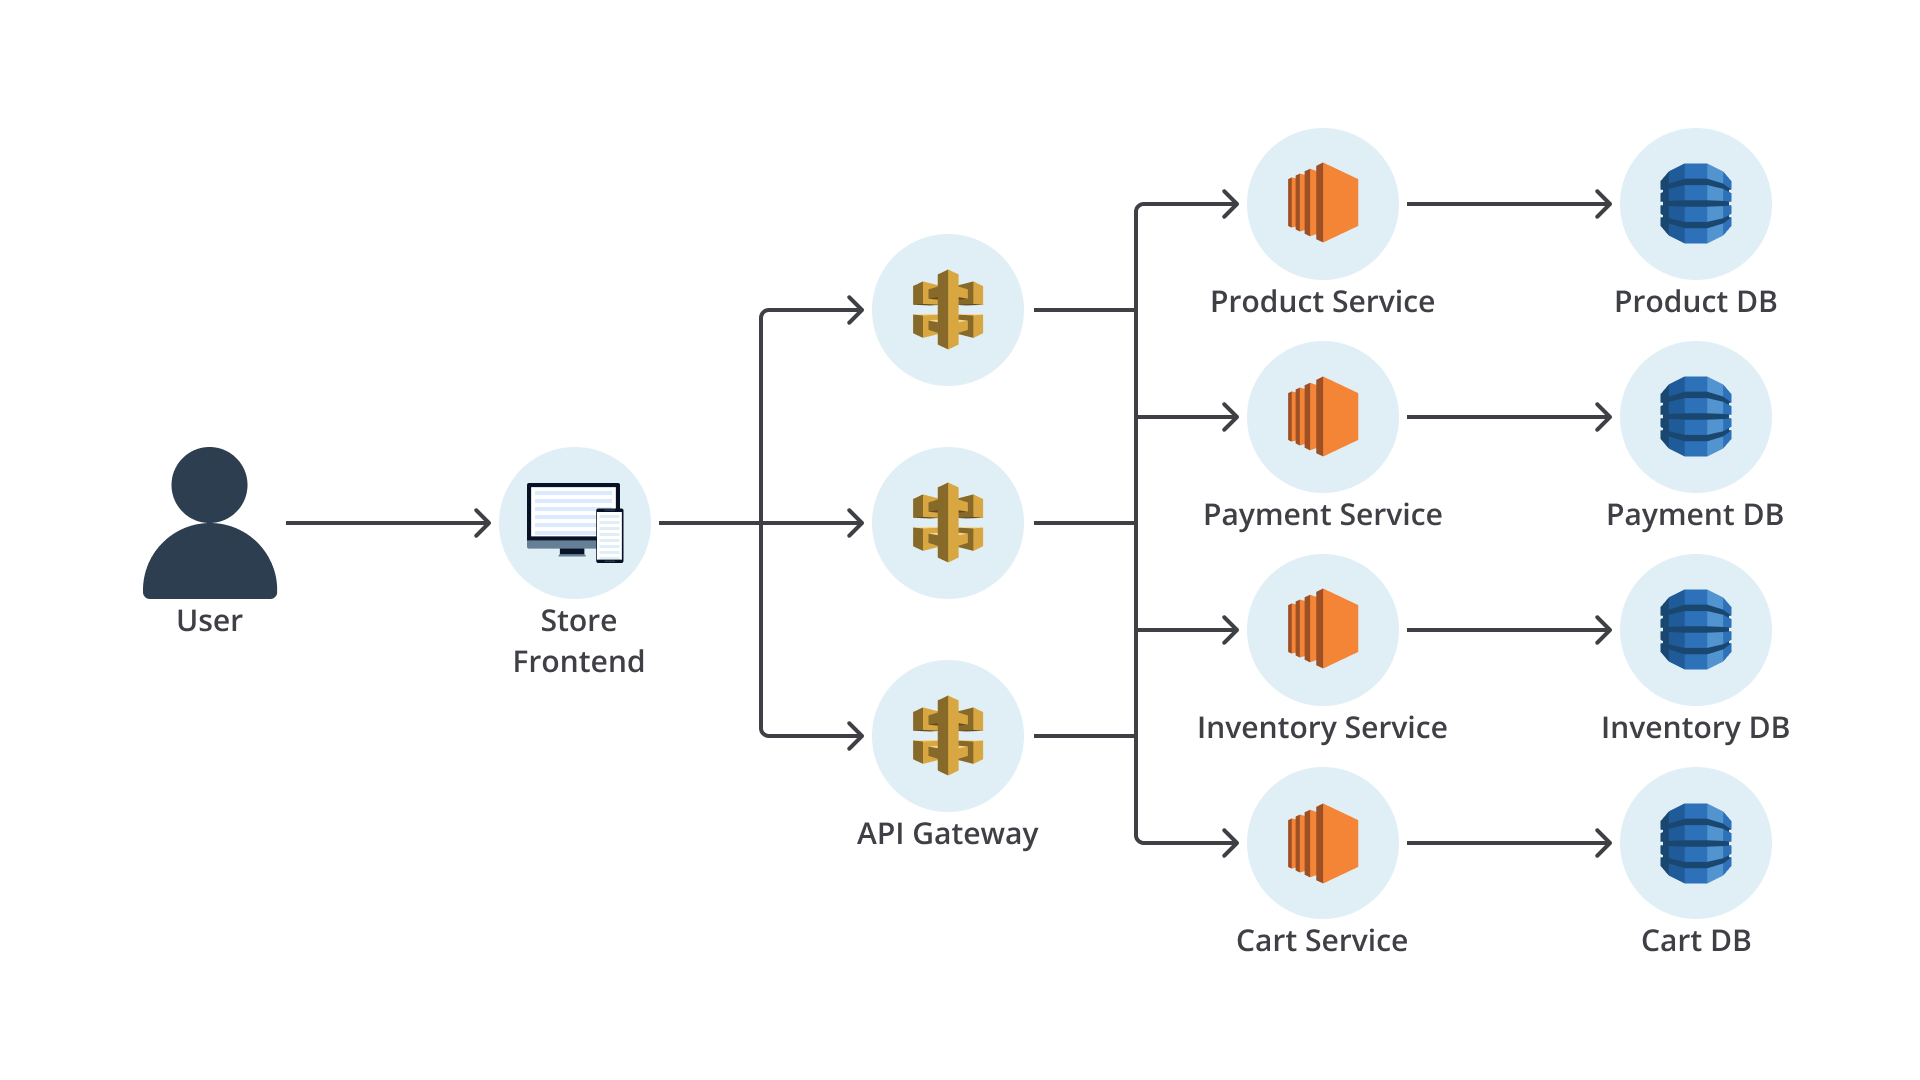 User
Store
Frontend
API Gateway
Product Service
Product DB
Payment Service
Payment DB
Inventory Service
Inventory DB
Cart Service
Cart DB